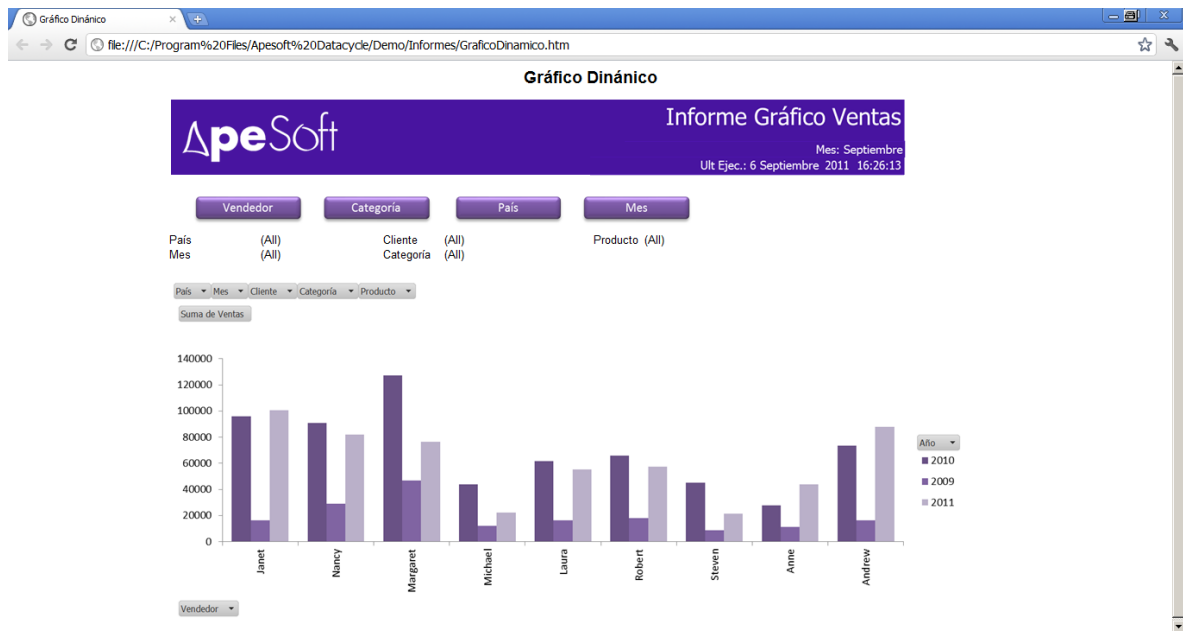 Gráfico Dinámico
file:///C:/Program%20Files/Apesoft%20Datacycle/Demo/Informes/GraficoDinamico.htm
Gráfico Dinánico
ApeSoft
Informe Gráfico Ventas
Mes: Septiembre
Ult Ejec.: 6 Septiembre 2011 16:26:13
Vendedor Categoría País Mes
País (All) Cliente (All) Producto (All)
Mes (All) Categoría (All)
País Mes Cliente Categoría Producto
Suma de Ventas
140000
120000
100000
80000
60000
40000
20000
0
Año
2010
2009
2011
Janet Nancy Margaret Michael Laura Robert Steven Anne Andrew
Vendedor